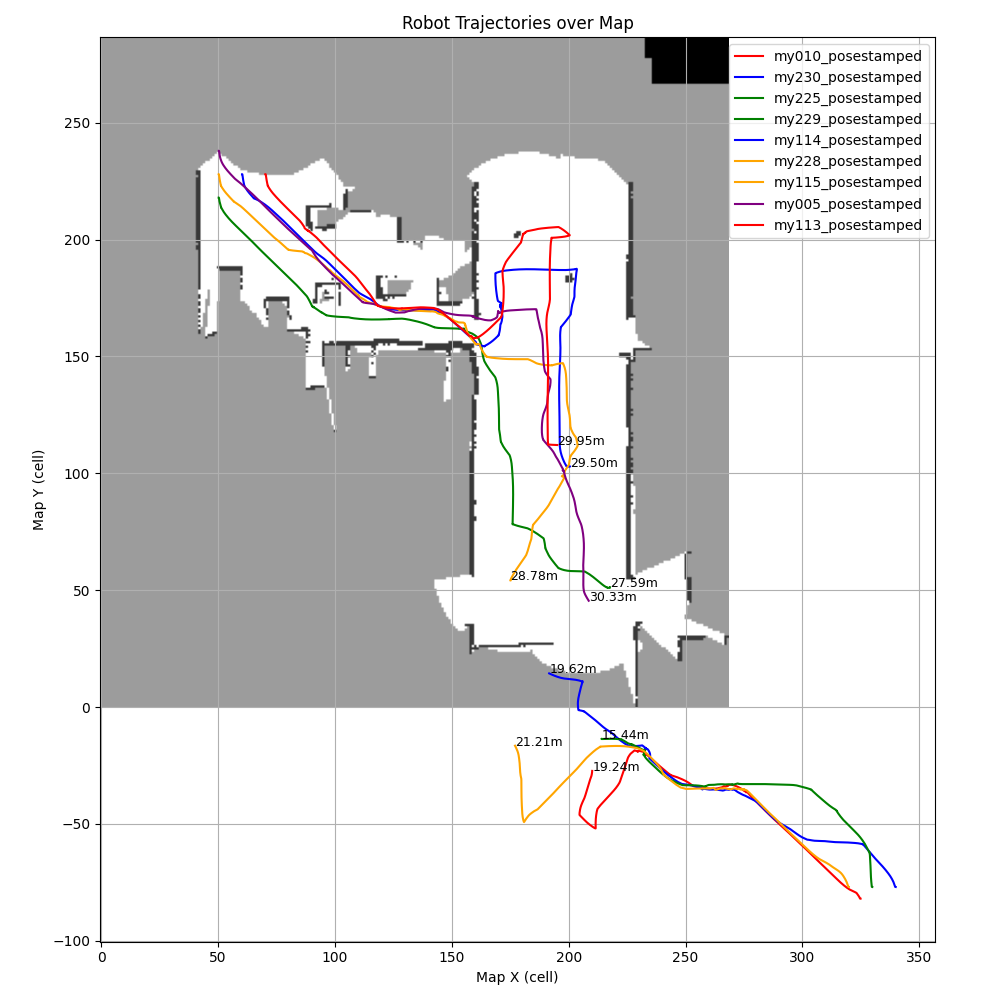 Robot Trajectories over Map
my010_posestamped
my230_posestamped
my225_posestamped
my229_posestamped
my114_posestamped
my228_posestamped
my115_posestamped
my005_posestamped
my113_posestamped
250
200
150
100
50
0
−50
−100
Map Y (cell)
29.95m
29.50m
28.78m
27.59m
30.33m
19.62m
15.44m
21.21m
19.24m
0
50
100
150
200
250
300
350
Map X (cell)